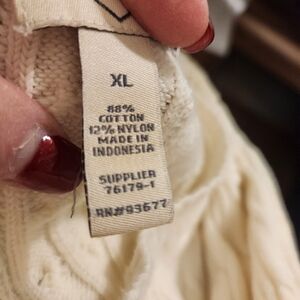 XL
88%
COTTON
12% NYLON
MADE IN
INDONESIA
SUPPLIER
76179-1
RN#93677